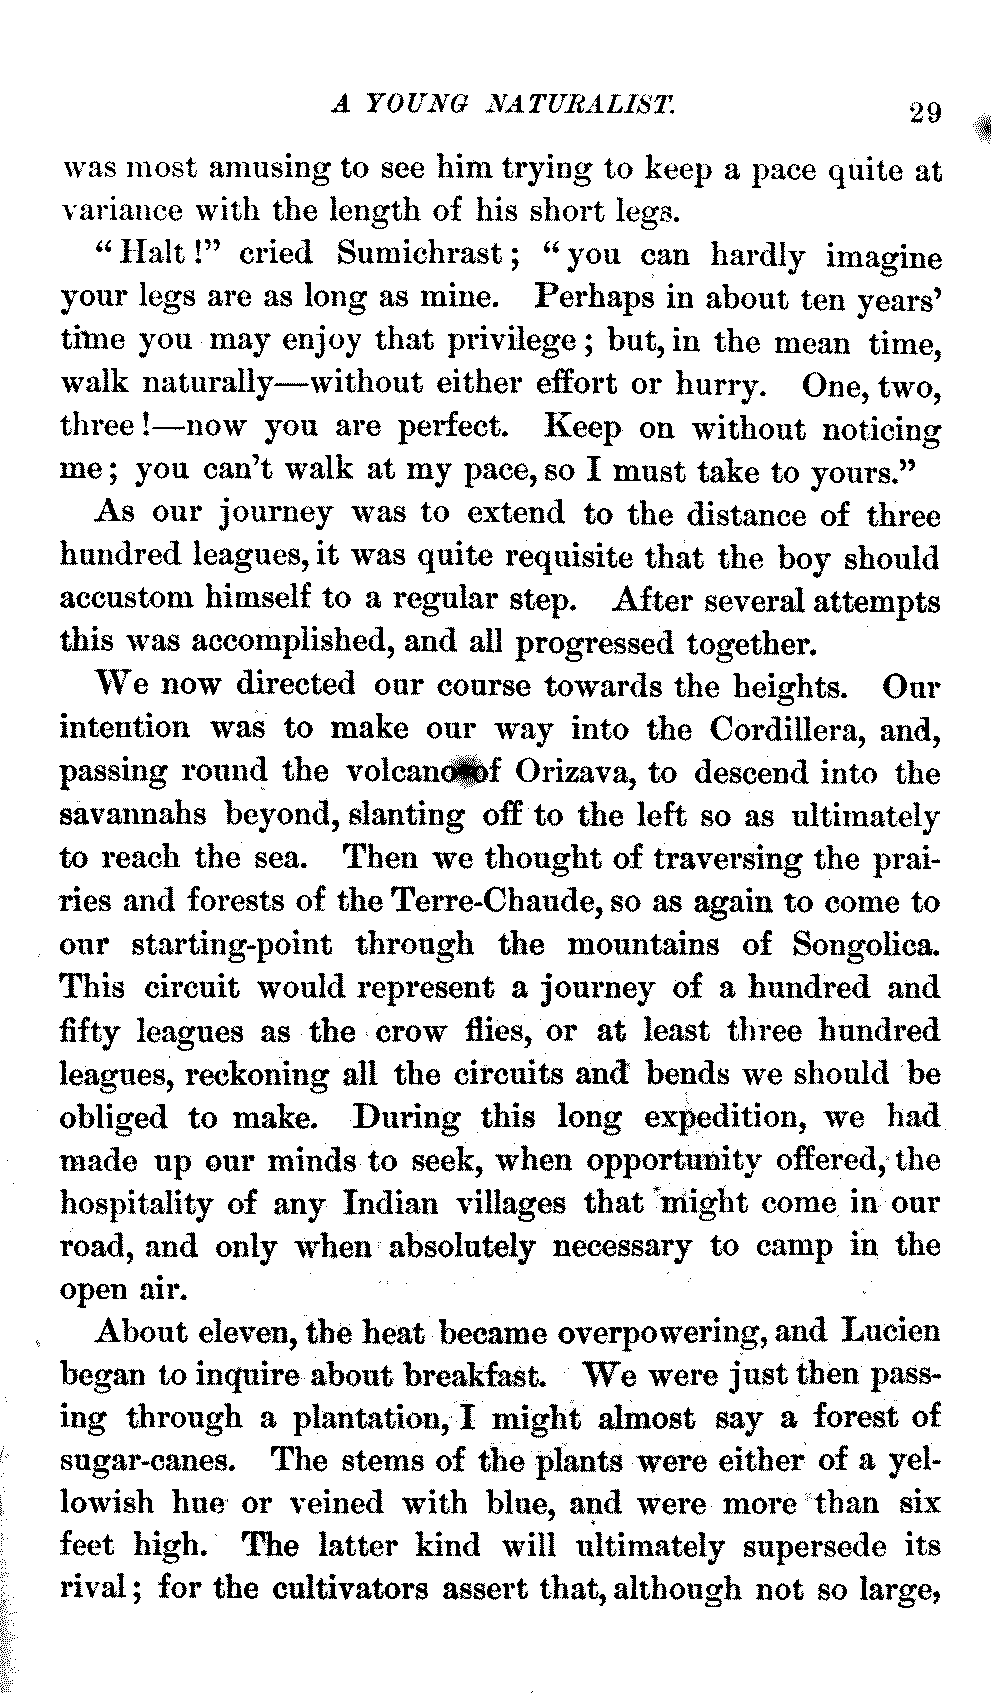 A YOUNG NATURALIST. 29
was most amusing to see him trying to keep a pace quite at
variance with the length of his short legs.
“Halt!” cried Sumichrast; “you can hardly imagine
your legs are as long as mine. Perhaps in about ten years’
time you may enjoy that privilege; but, in the mean time,
walk naturally—without either effort or hurry. One, two,
three!—now you are perfect. Keep on without noticing
me; you can’t walk at my pace, so I must take to yours.”
As our journey was to extend to the distance of three
hundred leagues, it was quite requisite that the boy should
accustom himself to a regular step. After several attempts
this was accomplished, and all progressed together.
We now directed our course towards the heights. Our
intention was to make our way into the Cordillera, and,
passing round the volcano of Orizava, to descend into the
savannahs beyond, slanting off to the left so as ultimately
to reach the sea. Then we thought of traversing the prai-
ries and forests of the Terre-Chaude, so as again to come to
our starting-point through the mountains of Songolica.
This circuit would represent a journey of a hundred and
fifty leagues as the crow flies, or at least three hundred
leagues, reckoning all the circuits and bends we should be
obliged to make. During this long expedition, we had
made up our minds to seek, when opportunity offered, the
hospitality of any Indian villages that might come in our
road, and only when absolutely necessary to camp in the
open air.
About eleven, the heat became overpowering, and Lucien
began to inquire about breakfast. We were just then pass-
ing through a plantation, I might almost say a forest of
sugar-canes. The stems of the plants were either of a yel-
lowish hue or veined with blue, and were more than six
feet high. The latter kind will ultimately supersede its
rival; for the cultivators assert that, although not so large,